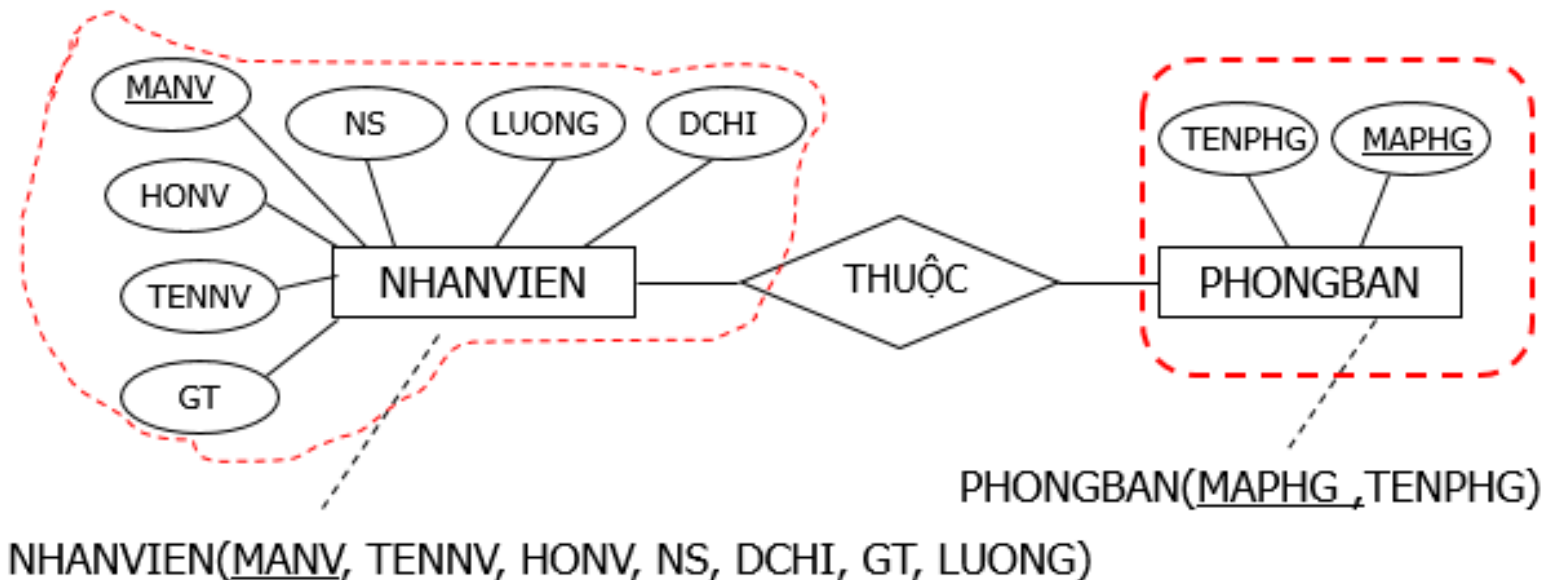 MANV
NS
LUONG
DCHI
TENPHG
MAPHG
HONV
TENNV
GT
NHANVIEN
THUỘC
PHONGBAN
PHONGBAN(MAPHG ,TENPHG)
NHANVIEN(MANV, TENNV, HONV, NS, DCHI, GT, LUONG)